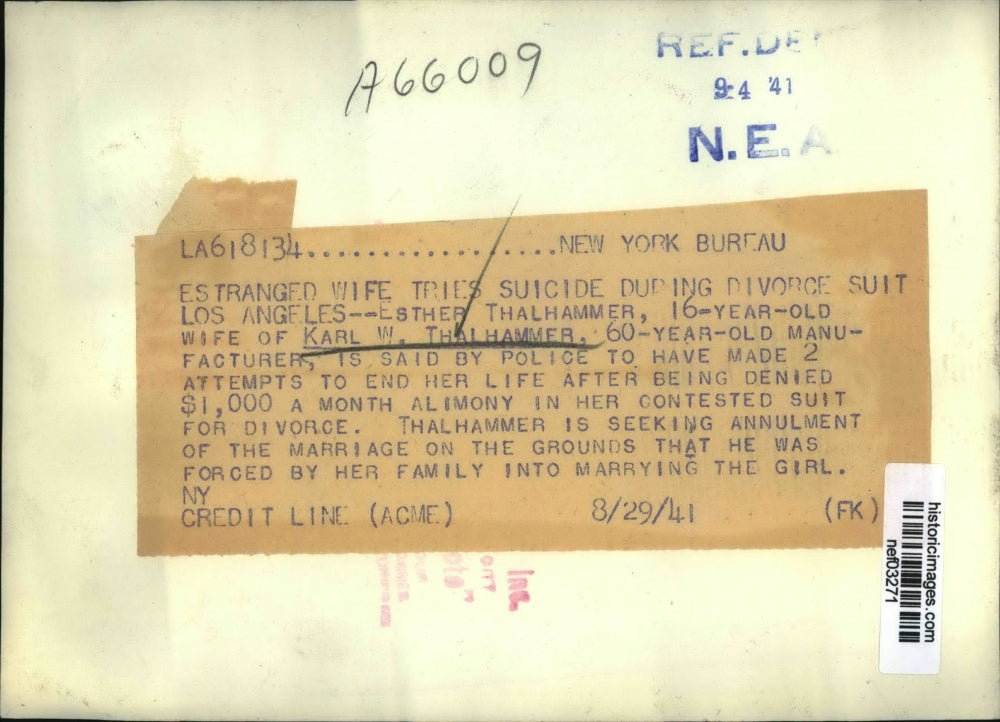 A66009
REF.DE
9-4 '41
N.E.A
LA618134...................NEW YORK BUREAU
ESTRANGED WIFE TRIES SUICIDE DURING DIVORCE SUIT
LOS ANGELES--ESTHER THALHAMMER, 16-YEAR-OLD
WIFE OF KARL W. THALHAMMER, 60-YEAR-OLD MANU-
FACTURER, IS SAID BY POLICE TO HAVE MADE 2
ATTEMPTS TO END HER LIFE AFTER BEING DENIED
$1,000 A MONTH ALIMONY IN HER CONTESTED SUIT
FOR DIVORCE. THALHAMMER IS SEEKING ANNULMENT
OF THE MARRIAGE ON THE GROUNDS THAT HE WAS
FORCED BY HER FAMILY INTO MARRYING THE GIRL.
NY
CREDIT LINE (ACME) 8/29/41 (FK)
historicimages.com
nef03271
Inc.
CITY